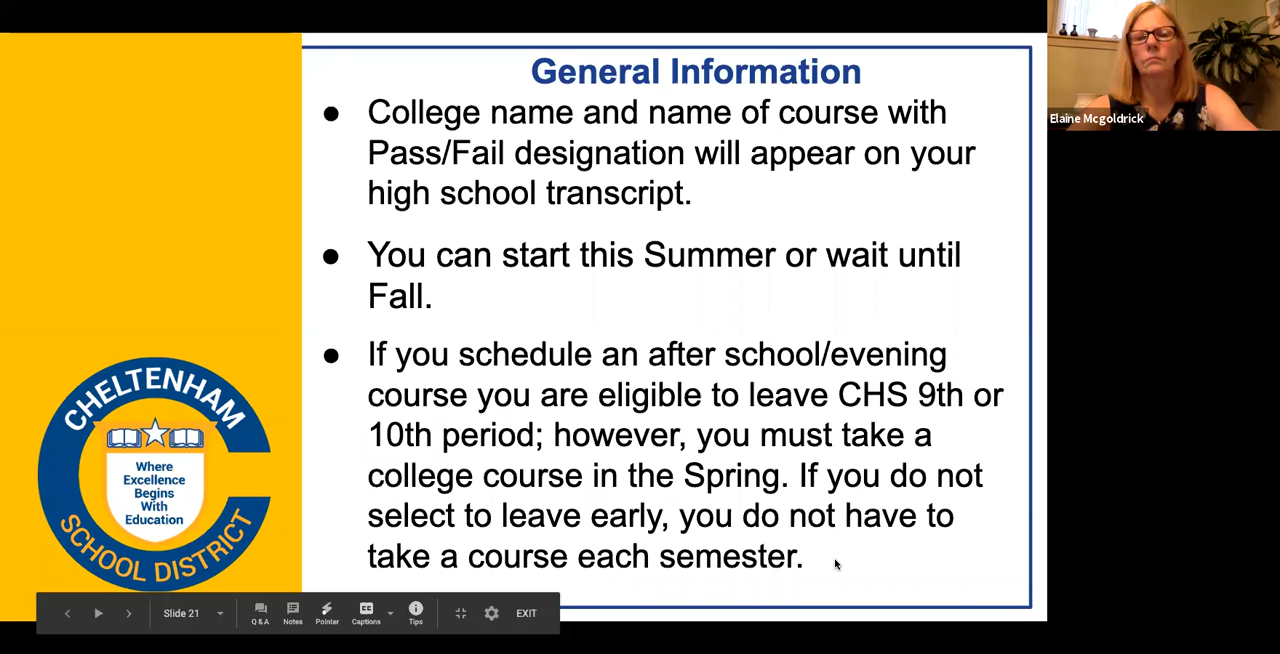 General Information
● College name and name of course with
Pass/Fail designation will appear on your
high school transcript.
● You can start this Summer or wait until
Fall.
● If you schedule an after school/evening
course you are eligible to leave CHS 9th or
10th period; however, you must take a
college course in the Spring. If you do not
select to leave early, you do not have to
take a course each semester.
Elaine Mcgoldrick
CHELTENHAM
Where
Excellence
Begins
With
Education
SCHOOL DISTRICT
Slide 21
Q & A
Notes
Pointer
CC
Captions
Tips
EXIT